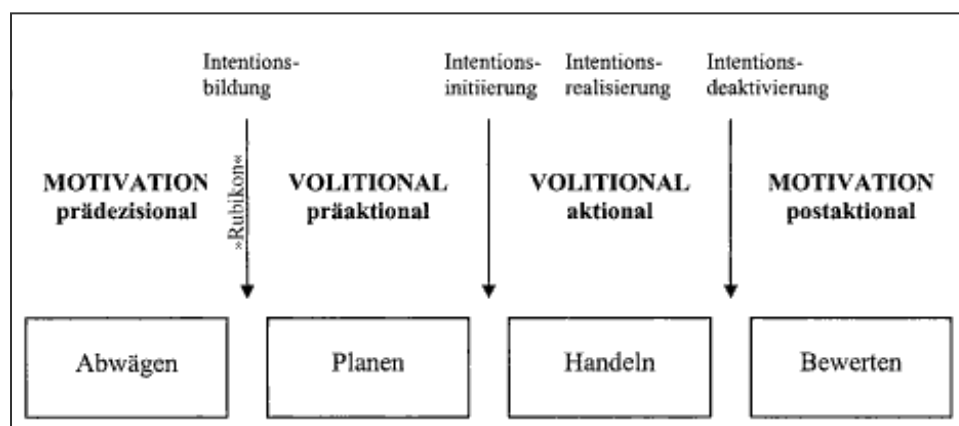 Intentions-
bildung
Intentions-
initiierung
Intentions-
realisierung
Intentions-
deaktivierung
»Rubikon«
MOTIVATION
prädezisional
VOLITIONAL
präaktional
VOLITIONAL
aktional
MOTIVATION
postaktional
Abwägen
Planen
Handeln
Bewerten